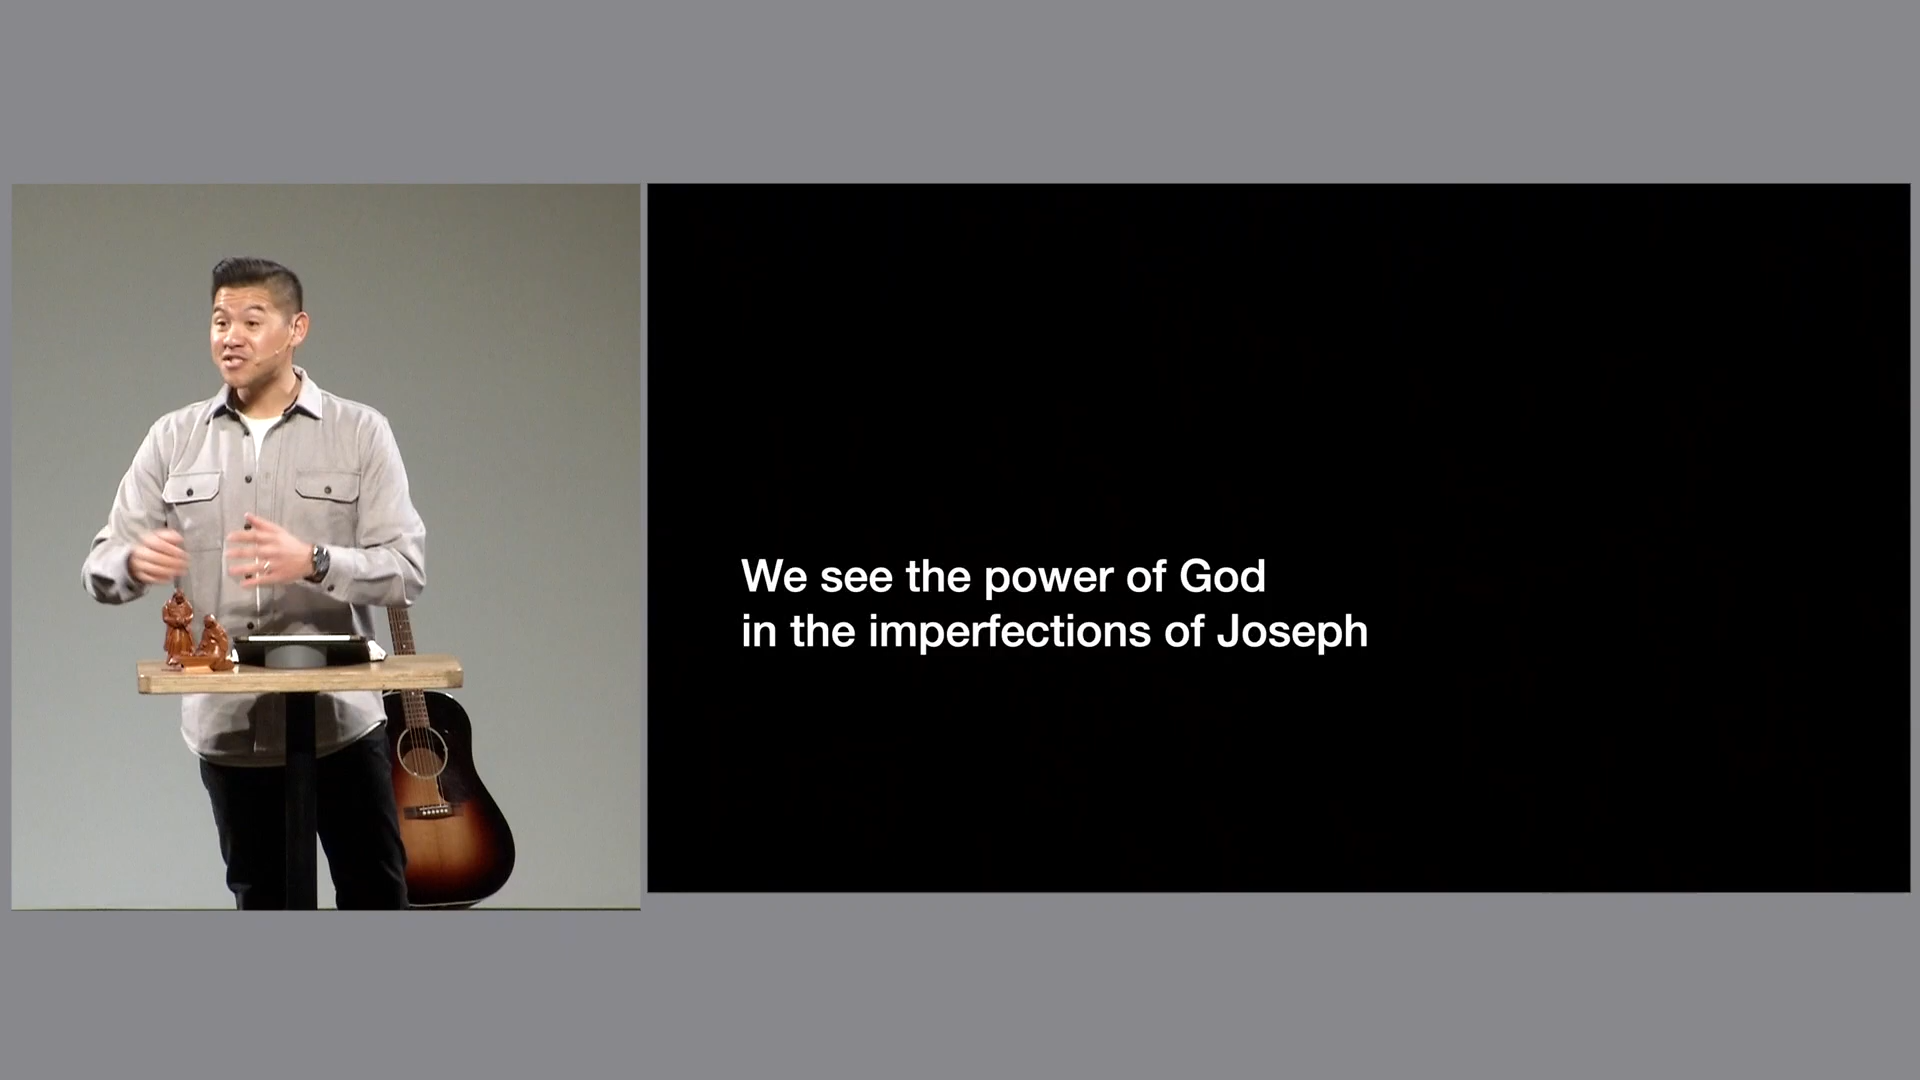 We see the power of God
in the imperfections of Joseph